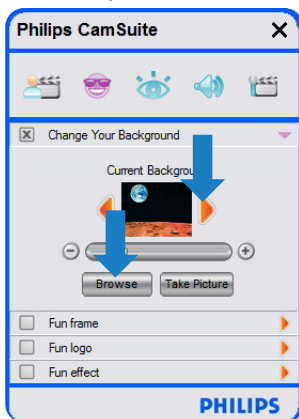 Philips CamSuite
Change Your Background
Current Backgrou
Browse Take Picture
Fun frame
Fun logo
Fun effect
PHILIPS